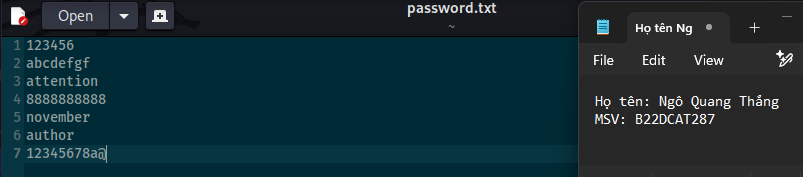 Open
password.txt
~
1 123456
2 abcdefgf
3 attention
4 8888888888
5 november
6 author
7 12345678a@
Họ tên Ng
File Edit View
Họ tên: Ngô Quang Thắng
MSV: B22DCAT287